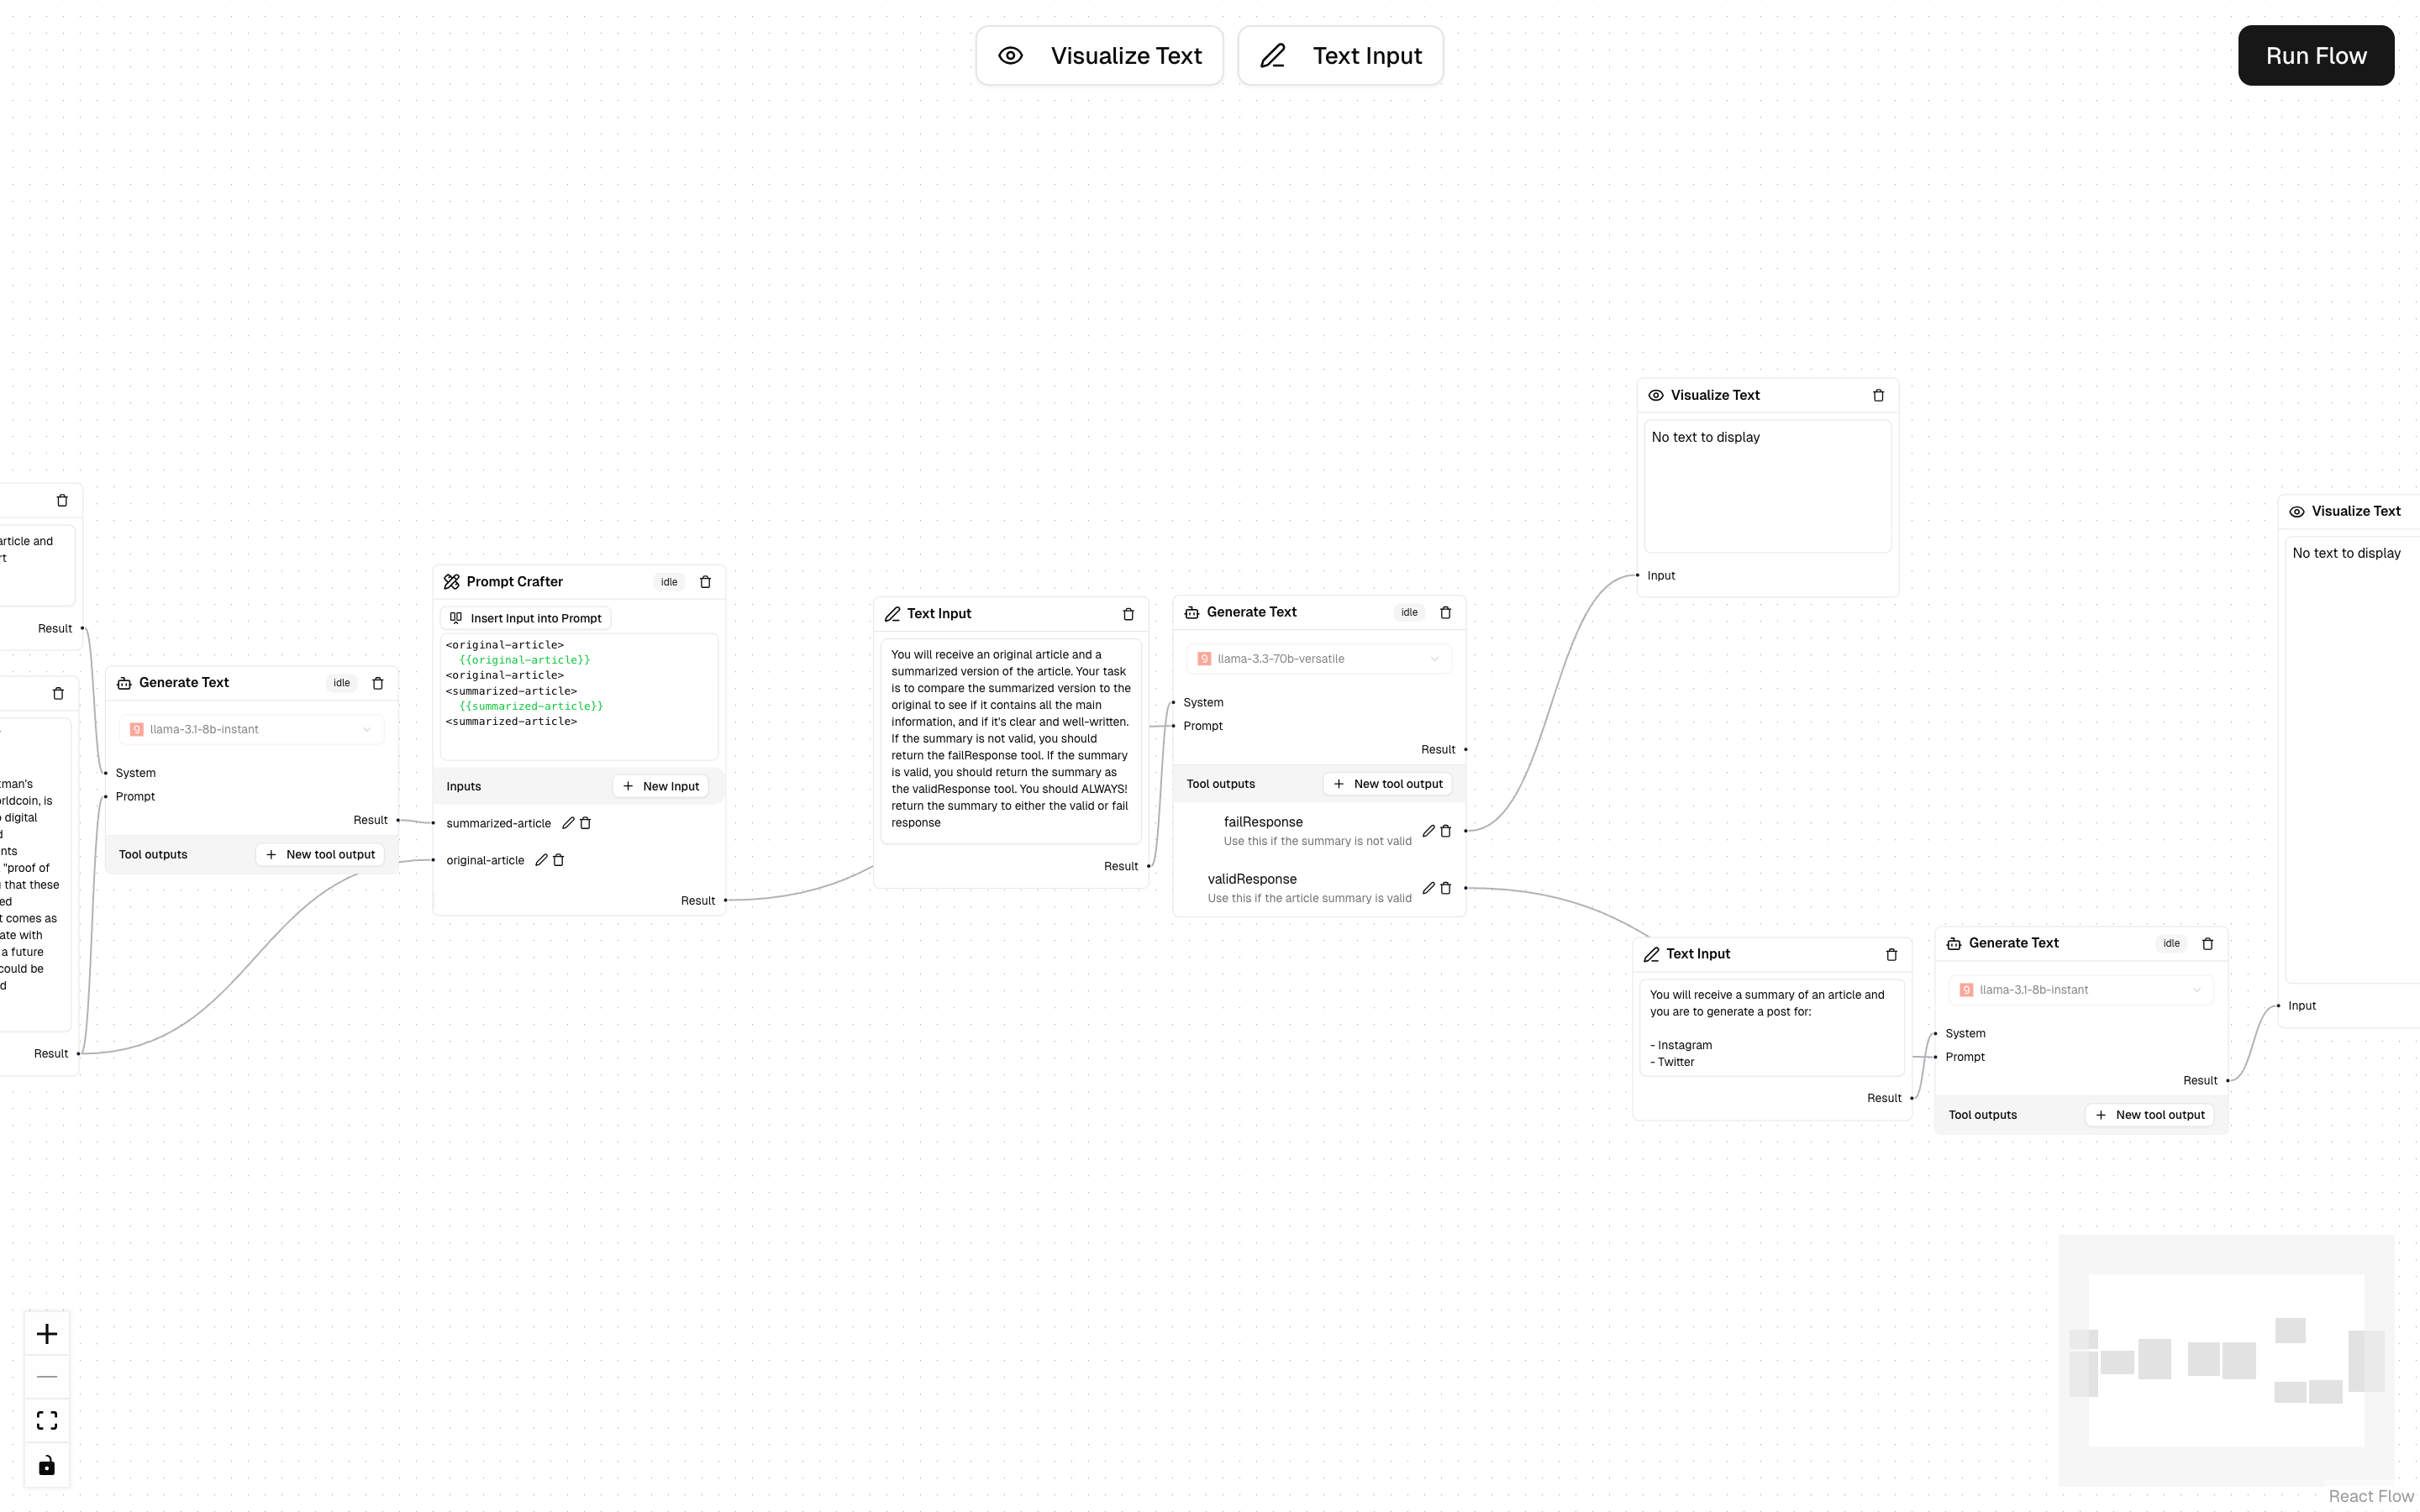 Visualize Text
Text Input
Run Flow
article and
rt
Result
tman's
orldcoin, is
o digital
d
nts
"proof of
that these
ed
t comes as
ate with
a future
could be
d
Result
Generate Text
idle
llama-3.1-8b-instant
System
Prompt
Result
Tool outputs
New tool output
Prompt Crafter
idle
Insert Input into Prompt
<original-article>
{{original-article}}
<original-article>
<summarized-article>
{{summarized-article}}
<summarized-article>
Inputs
New Input
summarized-article
original-article
Result
Text Input
You will receive an original article and a
summarized version of the article. Your task
is to compare the summarized version to the
original to see if it contains all the main
information, and if it's clear and well-written.
If the summary is not valid, you should
return the failResponse tool. If the summary
is valid, you should return the summary as
the validResponse tool. You should ALWAYS!
return the summary to either the valid or fail
response
Result
Generate Text
idle
llama-3.3-70b-versatile
System
Prompt
Result
Tool outputs
New tool output
failResponse
Use this if the summary is not valid
validResponse
Use this if the article summary is valid
Visualize Text
No text to display
Input
Text Input
You will receive a summary of an article and
you are to generate a post for:
- Instagram
- Twitter
Result
Generate Text
idle
llama-3.1-8b-instant
System
Prompt
Result
Tool outputs
New tool output
Visualize Text
No text to display
Input
React Flow